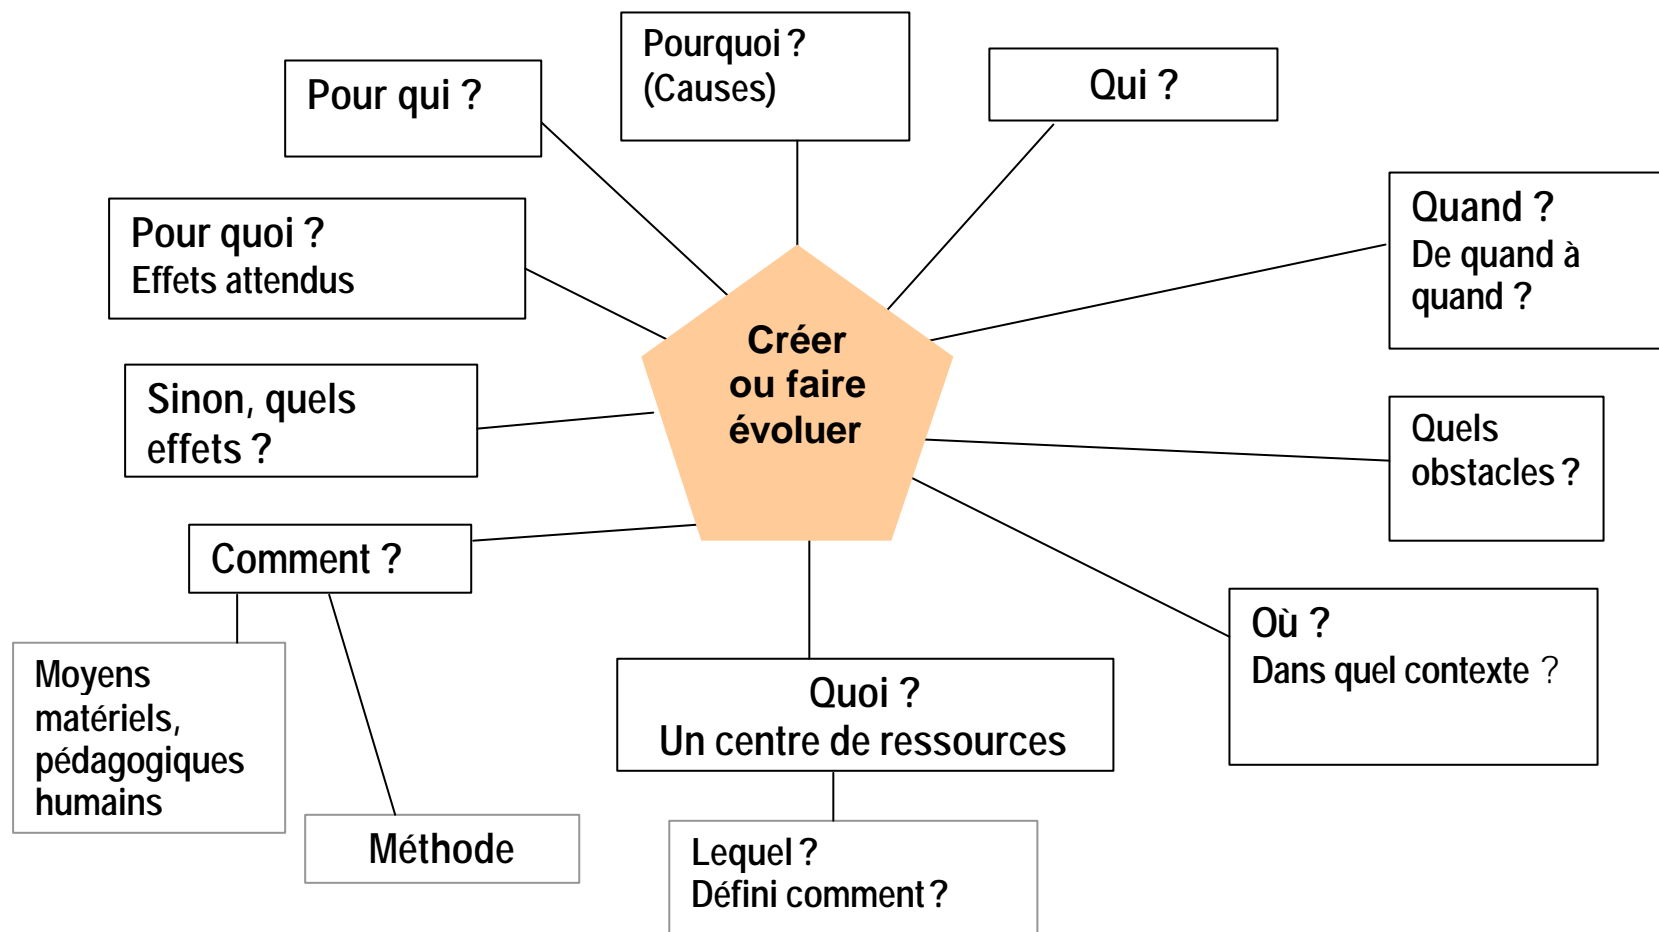 Pourquoi ?
(Causes)
Pour qui ?
Qui ?
Quand ?
De quand à
quand ?
Pour quoi ?
Effets attendus
Créer
ou faire
évoluer
Sinon, quels
effets ?
Quels
obstacles ?
Comment ?
Où ?
Dans quel contexte ?
Moyens
matériels,
pédagogiques
humains
Quoi ?
Un centre de ressources
Méthode
Lequel ?
Défini comment ?